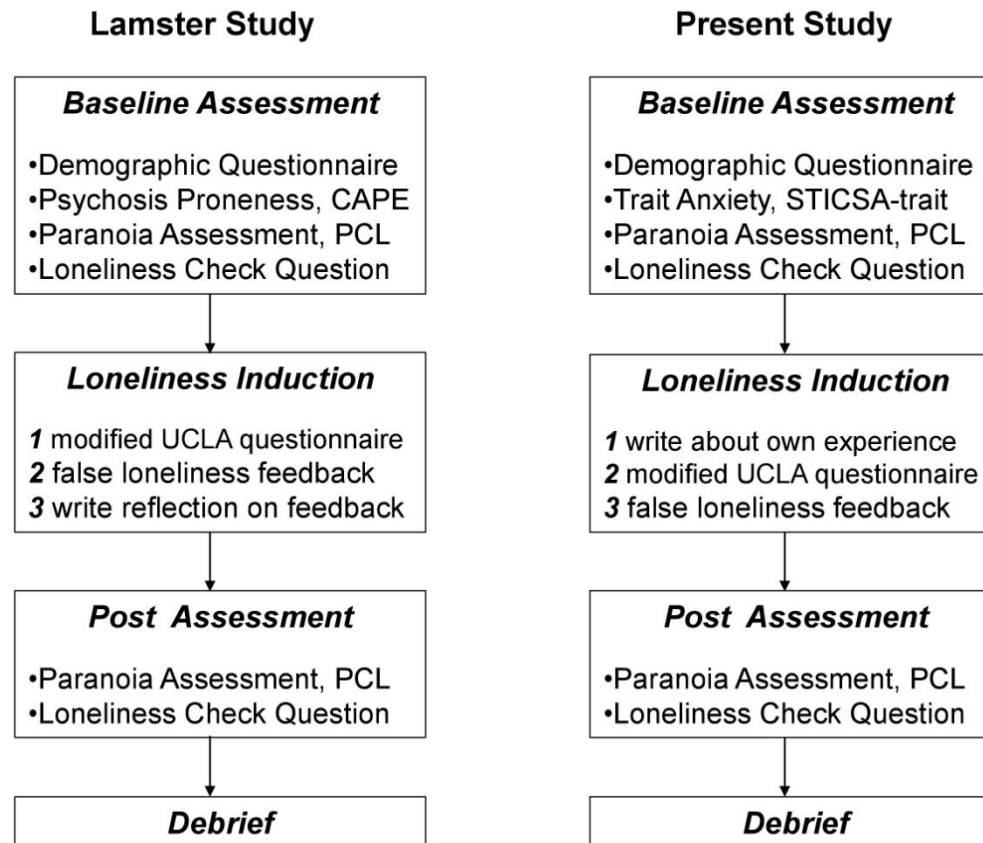 Lamster Study
Baseline Assessment
•Demographic Questionnaire
•Psychosis Proneness, CAPE
•Paranoia Assessment, PCL
•Loneliness Check Question
Loneliness Induction
1 modified UCLA questionnaire
2 false loneliness feedback
3 write reflection on feedback
Post Assessment
•Paranoia Assessment, PCL
•Loneliness Check Question
Debrief
Present Study
Baseline Assessment
•Demographic Questionnaire
•Trait Anxiety, STICSA-trait
•Paranoia Assessment, PCL
•Loneliness Check Question
Loneliness Induction
1 write about own experience
2 modified UCLA questionnaire
3 false loneliness feedback
Post Assessment
•Paranoia Assessment, PCL
•Loneliness Check Question
Debrief